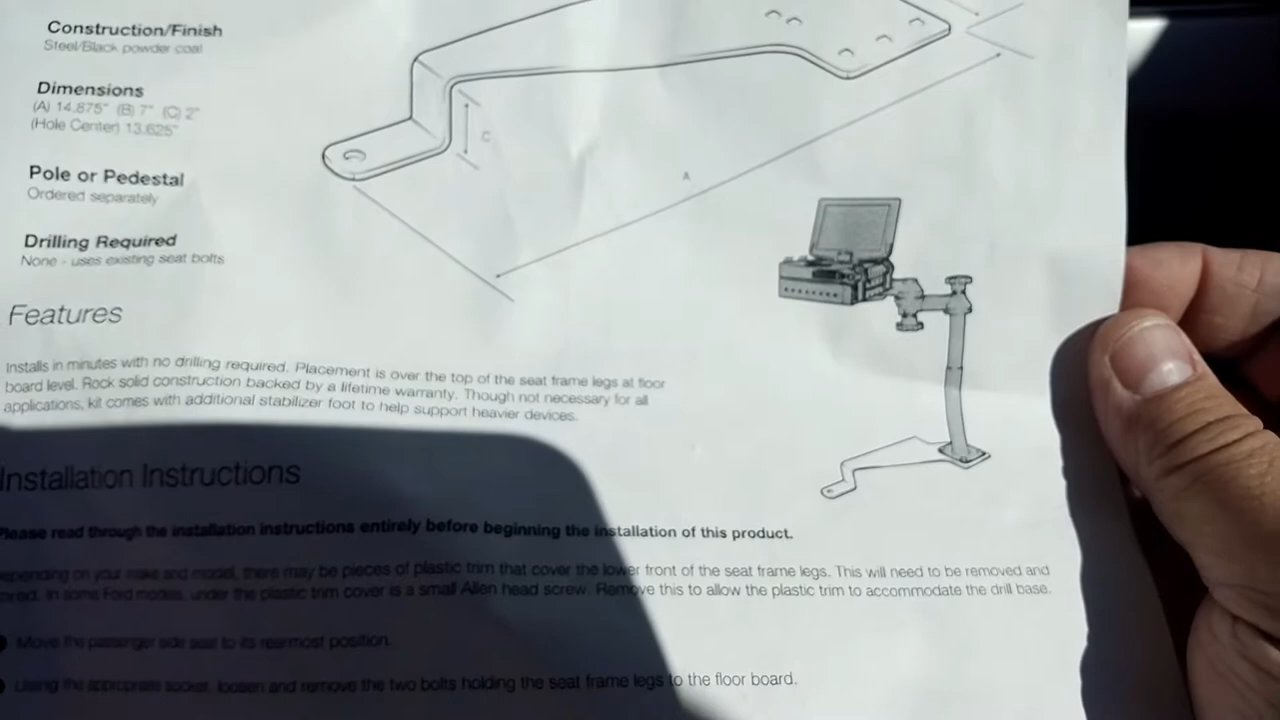 Construction/Finish
Steel/Black powder coat
Dimensions
(A) 14.875" (B) 7" (C) 2"
(Hole Center) 13.625"
Pole or Pedestal
Ordered separately
Drilling Required
None - uses existing seat bolts
C
A
Features
Installs in minutes with no drilling required. Placement is over the top of the seat frame legs at floor
board level. Rock solid construction backed by a lifetime warranty. Though not necessary for all
applications, kit comes with additional stabilizer foot to help support heavier devices.
Installation Instructions
Please read through the installation instructions entirely before beginning the installation of this product.
on your make and model, there may be pieces of plastic trim that cover the lower front of the seat frame legs. This will need to be removed and
In some Ford models, under the plastic trim cover is a small Allen head screw. Remove this to allow the plastic trim to accommodate the drill base.
Move the passenger side seat to its rearmost position.
Using the appropriate socket, loosen and remove the two bolts holding the seat frame legs to the floor board.